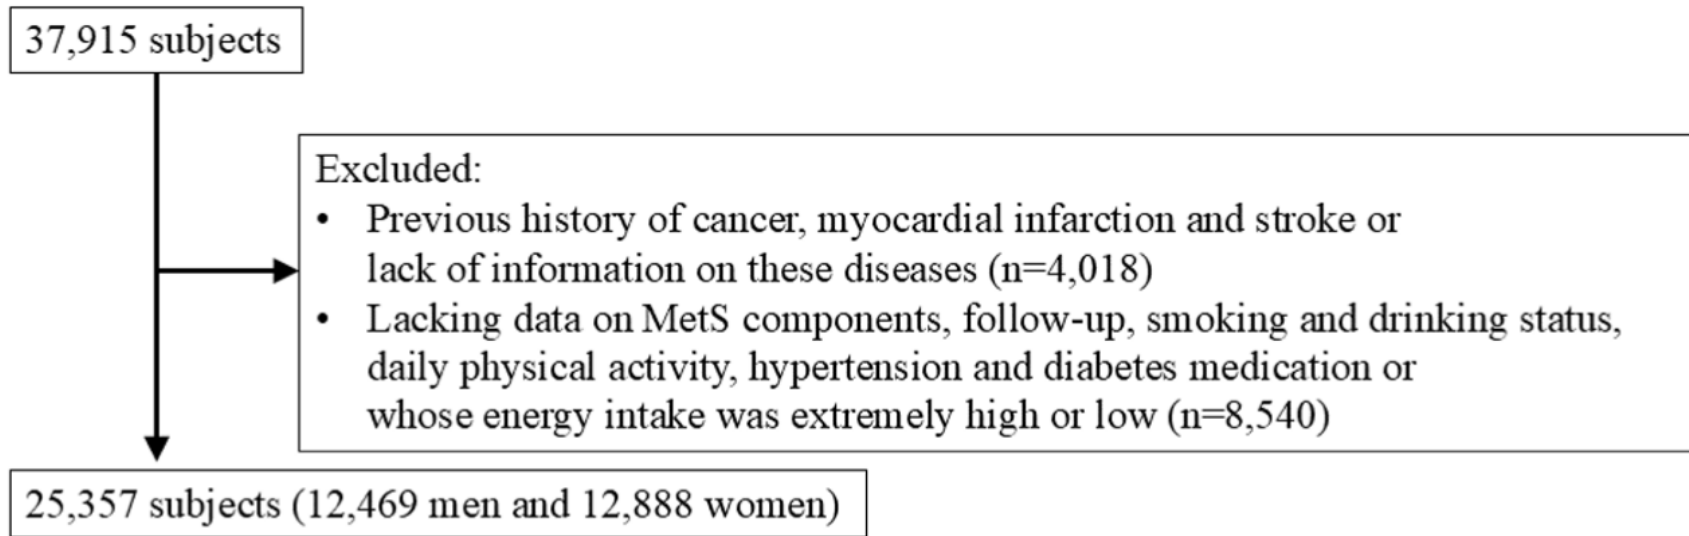 37,915 subjects
Excluded:
• Previous history of cancer, myocardial infarction and stroke or
lack of information on these diseases (n=4,018)
• Lacking data on MetS components, follow-up, smoking and drinking status,
daily physical activity, hypertension and diabetes medication or
whose energy intake was extremely high or low (n=8,540)
25,357 subjects (12,469 men and 12,888 women)